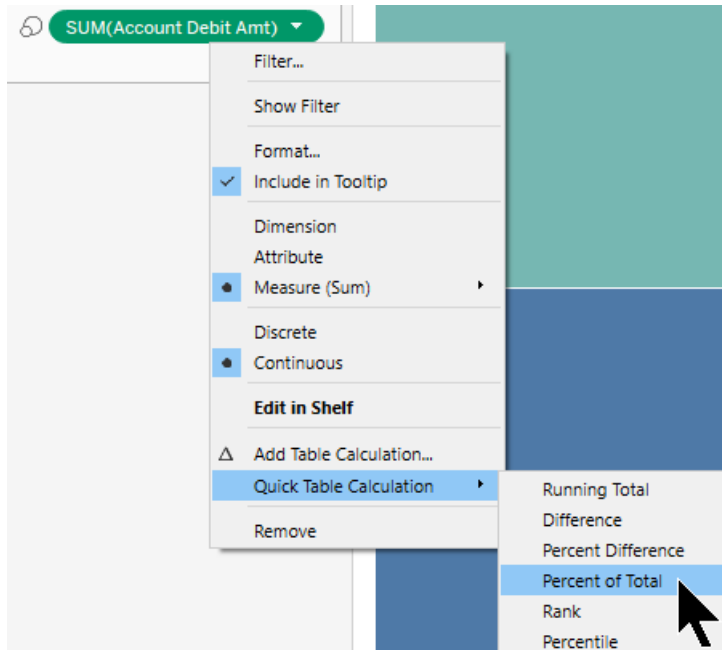 SUM(Account Debit Amt)
Filter...
Show Filter
Format...
Include in Tooltip
Dimension
Attribute
Measure (Sum)
Discrete
Continuous
Edit in Shelf
Add Table Calculation...
Quick Table Calculation
Remove
Running Total
Difference
Percent Difference
Percent of Total
Rank
Percentile